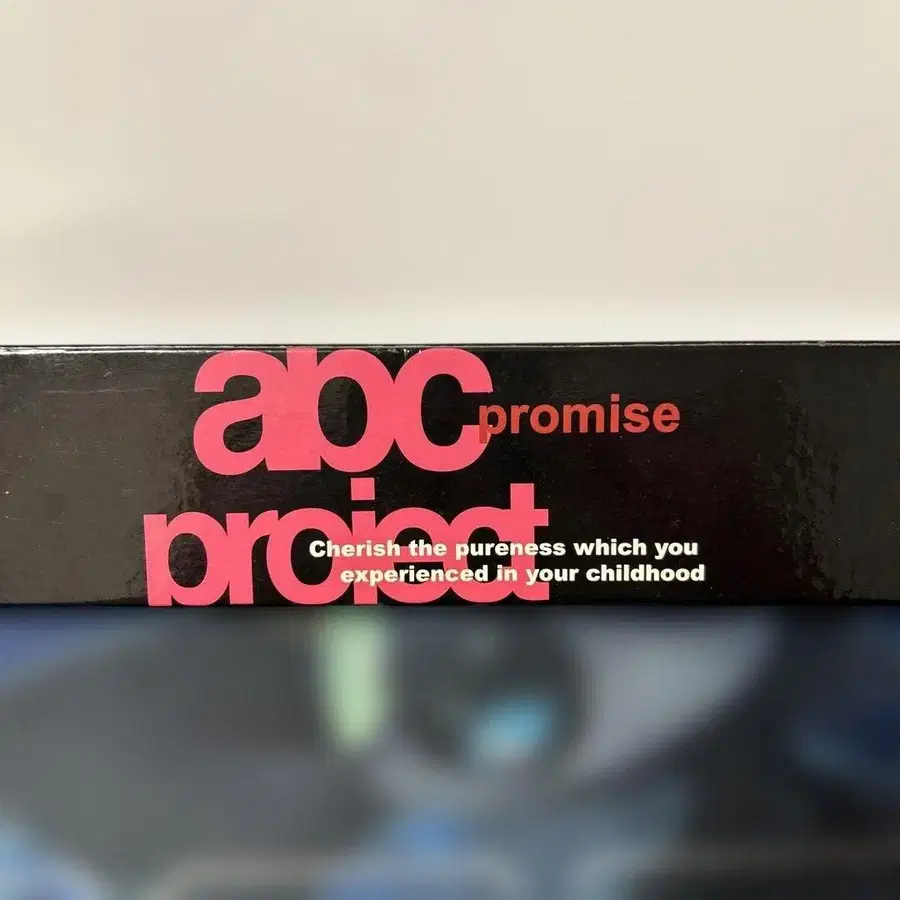 abc
promise
project
Cherish the pureness which you
experienced in your childhood